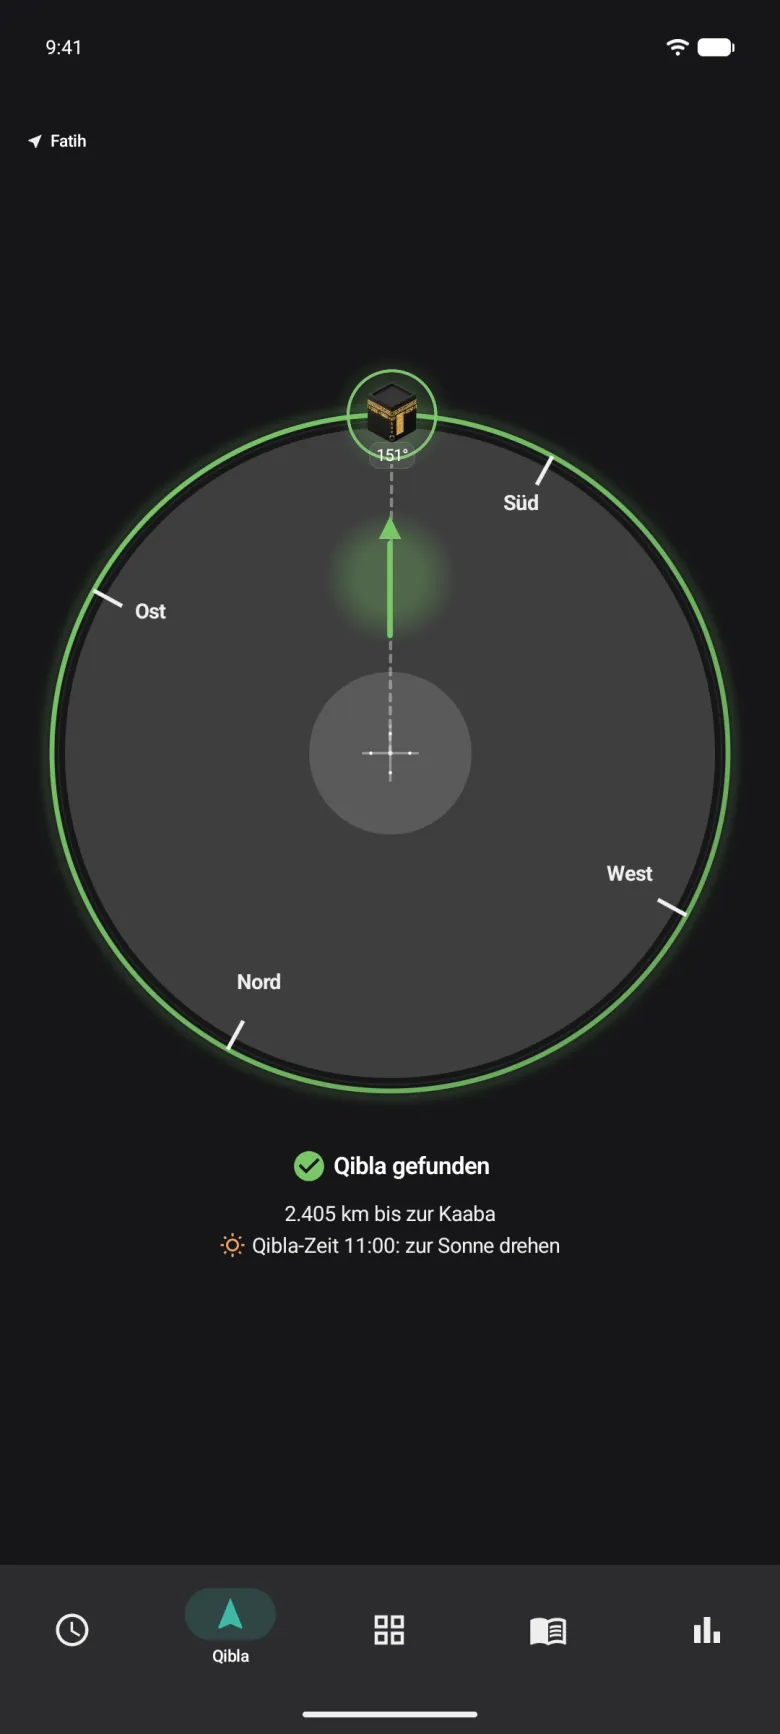 9:41
Fatih
151°
Süd
Ost
West
Nord
Qibla gefunden
2.405 km bis zur Kaaba
Qibla-Zeit 11:00: zur Sonne drehen
Qibla